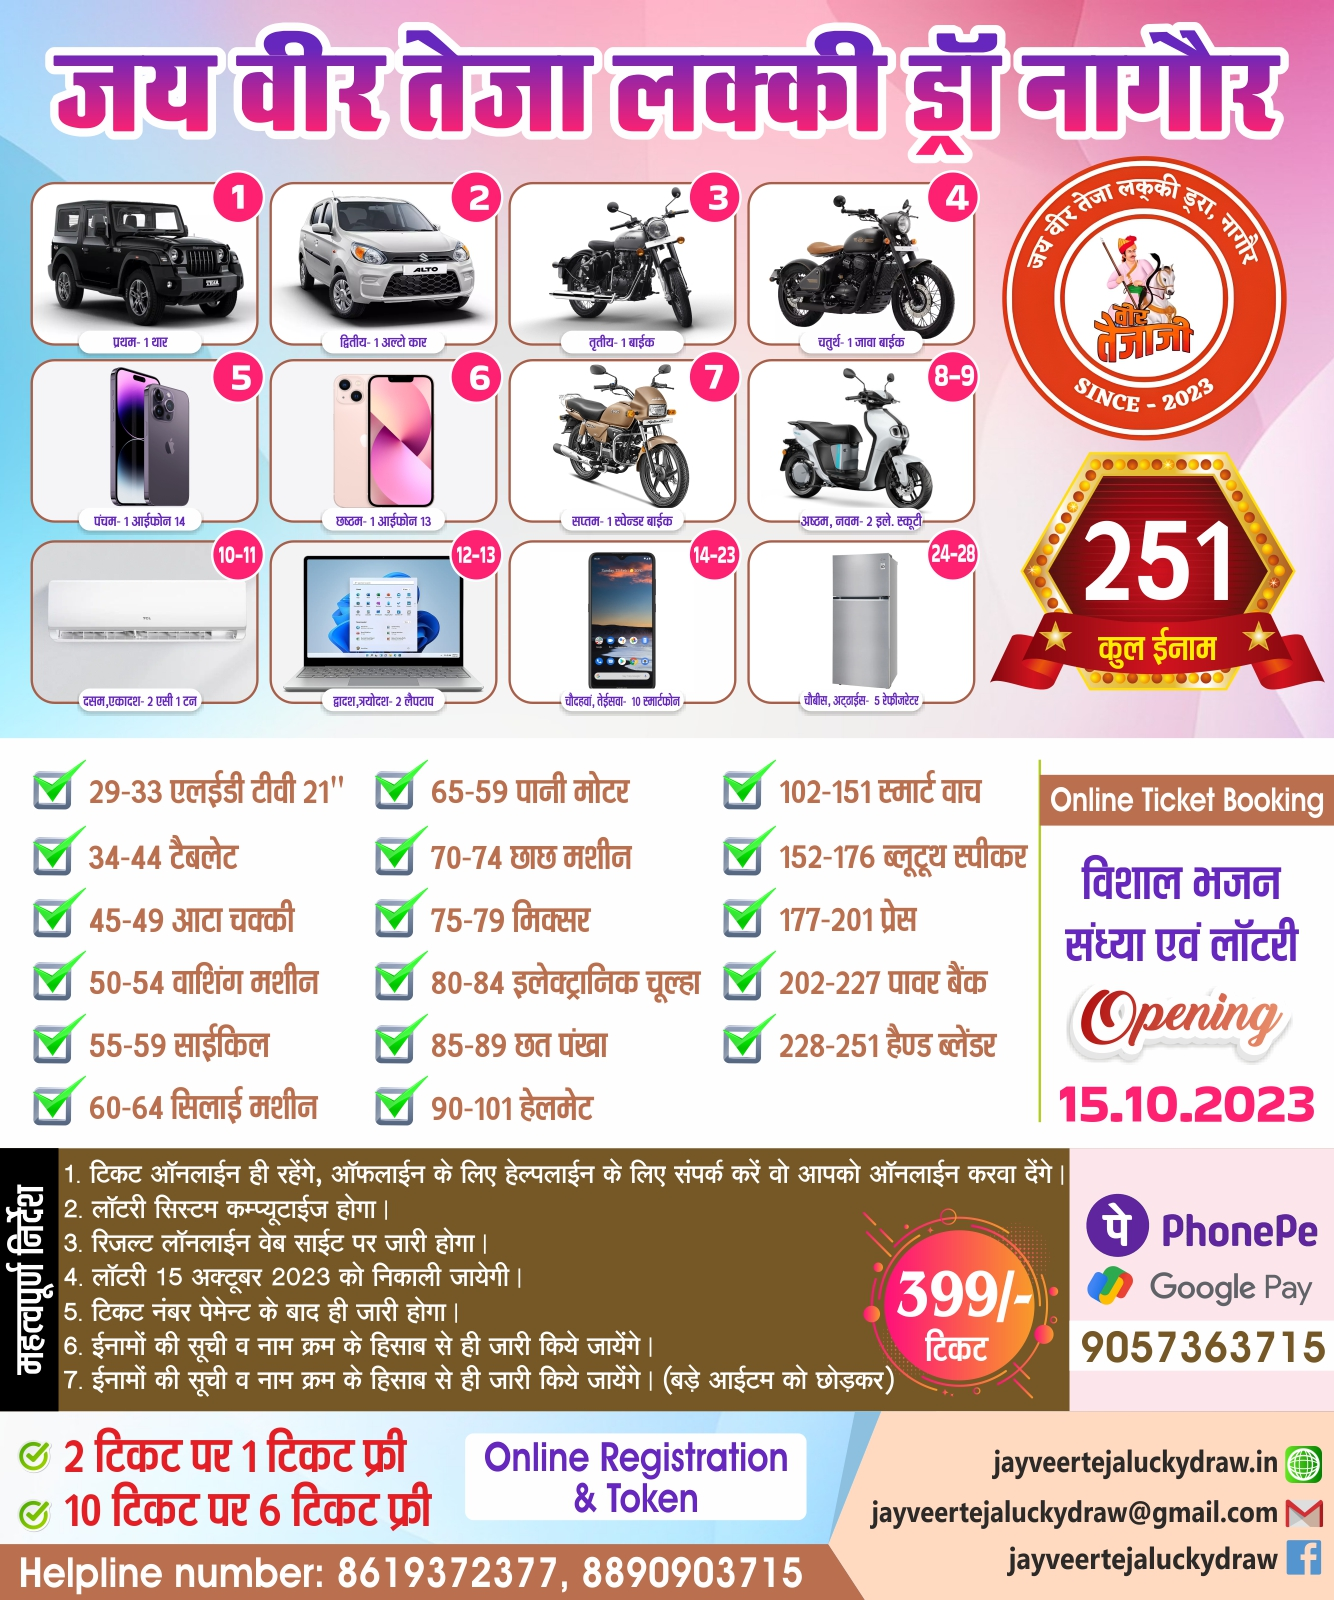 जय वीर तेजा लक्की ड्रॉ नागौर
1
THAR
प्रथम- 1 थार
2
ALTO
द्वितीय- 1 अल्टो कार
3
तृतीय- 1 बाईक
4
चतुर्थ- 1 जावा बाईक
जय वीर तेजा लक्की ड्रा, नागौर
वीर
तेजाजी
SINCE - 2023
5
पंचम- 1 आईफोन 14
6
छष्ठम- 1 आईफोन 13
7
सप्तम- 1 स्पेन्डर बाईक
8-9
अष्ठम, नवम- 2 इले. स्कूटी
251
कुल ईनाम
10-11
TCL
दसम,एकादश- 2 एसी 1 टन
12-13
द्वादश,त्रयोदश- 2 लैपटाप
14-23
चौदहवां, तेईसवा- 10 स्मार्टफोन
24-28
चौबीस, अट्ठाईस- 5 रेफ्रीजरेटर
29-33 एलईडी टीवी 21"
34-44 टैबलेट
45-49 आटा चक्की
50-54 वाशिंग मशीन
55-59 साईकिल
60-64 सिलाई मशीन
65-59 पानी मोटर
70-74 छाछ मशीन
75-79 मिक्सर
80-84 इलेक्ट्रानिक चूल्हा
85-89 छत पंखा
90-101 हेलमेट
102-151 स्मार्ट वाच
152-176 ब्लूटूथ स्पीकर
177-201 प्रेस
202-227 पावर बैंक
228-251 हैण्ड ब्लेंडर
Online Ticket Booking
विशाल भजन
संध्या एवं लॉटरी
Opening
15.10.2023
महत्वपूर्ण निर्देश
1. टिकट ऑनलाईन ही रहेंगे, ऑफलाईन के लिए हेल्पलाईन के लिए संपर्क करें वो आपको ऑनलाईन करवा देंगे।
2. लॉटरी सिस्टम कम्प्यूटाईज होगा।
3. रिजल्ट लॉनलाईन वेब साईट पर जारी होगा।
4. लॉटरी 15 अक्टूबर 2023 को निकाली जायेगी।
5. टिकट नंबर पेमेन्ट के बाद ही जारी होगा।
6. ईनामों की सूची व नाम क्रम के हिसाब से ही जारी किये जायेंगे।
7. ईनामों की सूची व नाम क्रम के हिसाब से ही जारी किये जायेंगे। (बड़े आईटम को छोड़कर)
399/-
टिकट
पे PhonePe
Google Pay
9057363715
2 टिकट पर 1 टिकट फ्री
10 टिकट पर 6 टिकट फ्री
Online Registration
& Token
jayveertejaluckydraw.in
jayveertejaluckydraw@gmail.com
jayveertejaluckydraw
Helpline number: 8619372377, 8890903715